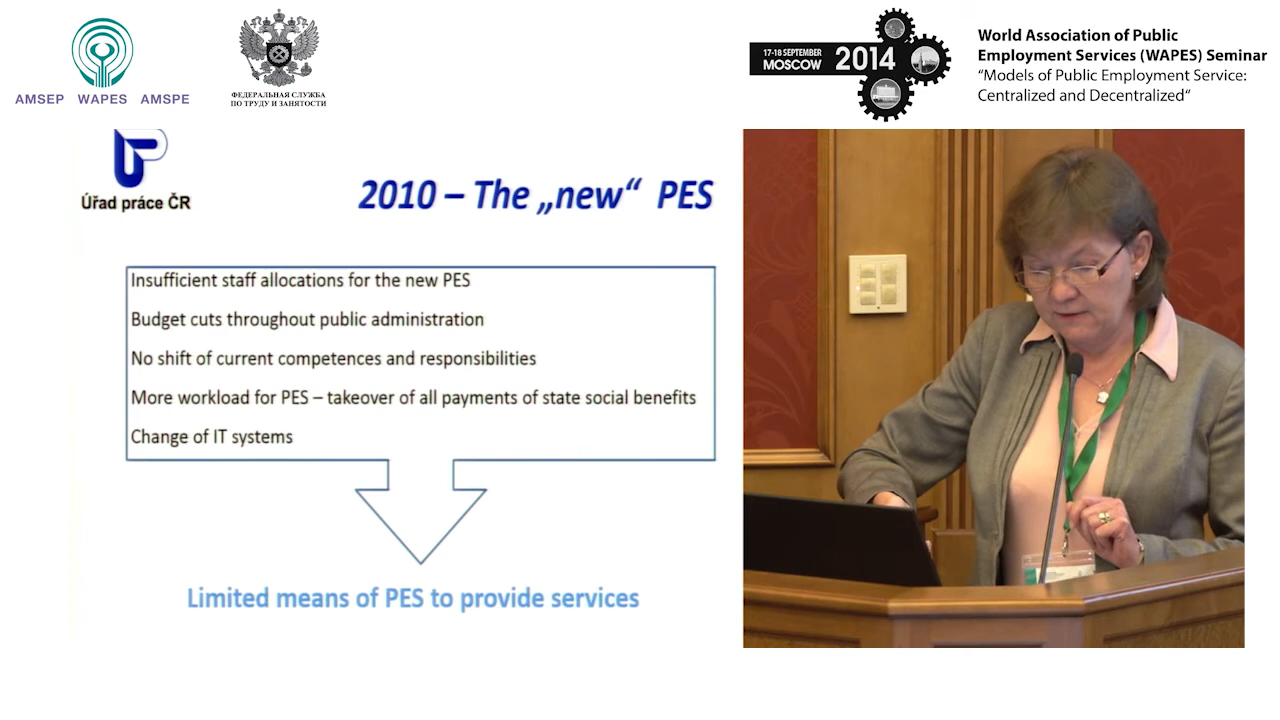 AMSEP WAPES AMSPE
ФЕДЕРАЛЬНАЯ СЛУЖБА
ПО ТРУДУ И ЗАНЯТОСТИ
17-18 SEPTEMBER
MOSCOW 2014
World Association of Public
Employment Services (WAPES) Seminar
“Models of Public Employment Service:
Centralized and Decentralized“
Úřad práce ČR
2010 – The „new“ PES
Insufficient staff allocations for the new PES
Budget cuts throughout public administration
No shift of current competences and responsibilities
More workload for PES – takeover of all payments of state social benefits
Change of IT systems
Limited means of PES to provide services